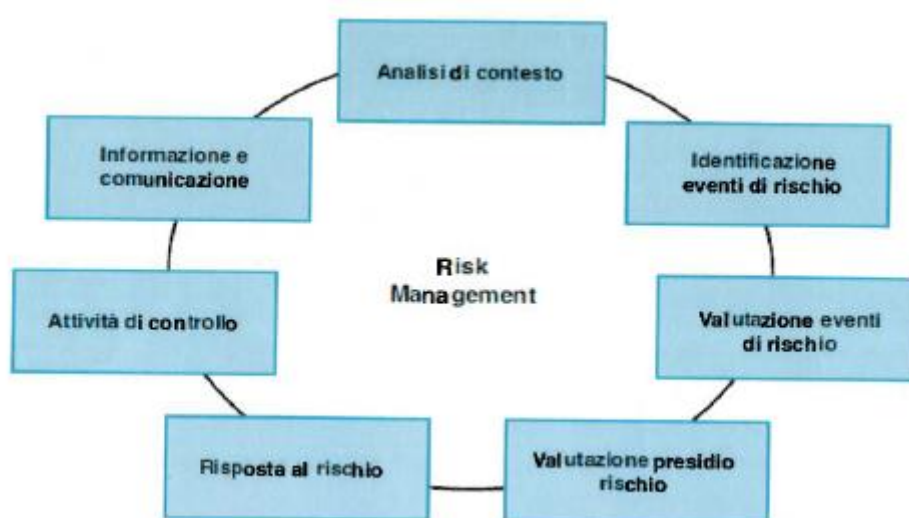 Analisi di contesto
Identificazione
eventi di rischio
Valutazione eventi
di rischio
Valutazione presidio
rischio
Risposta al rischio
Attività di controllo
Informazione e
comunicazione
Risk
Management